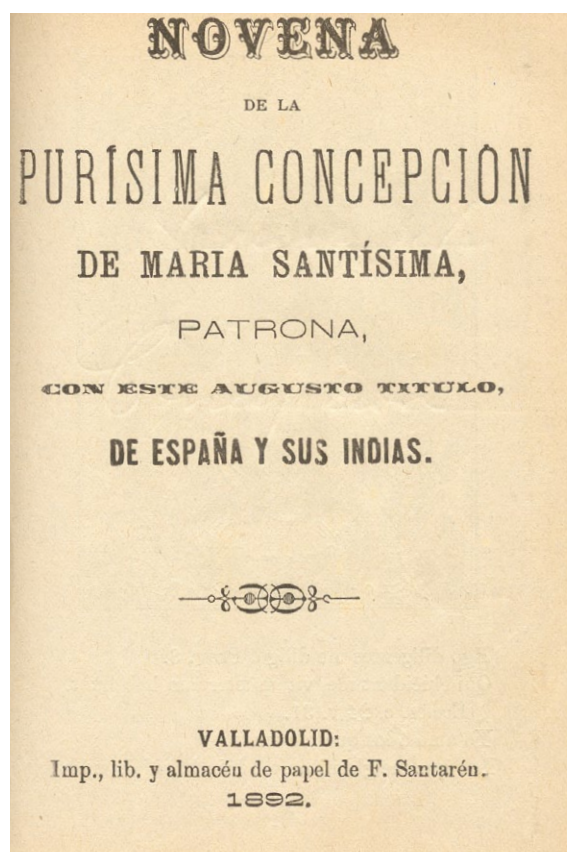 NOVENA
DE LA
PURÍSIMA CONCEPCIÓN
DE MARIA SANTÍSIMA,
PATRONA,
CON ESTE AUGUSTO TITULO,
DE ESPAÑA Y SUS INDIAS.
VALLADOLID:
Imp., lib. y almacén de papel de F. Santarén.
1892.